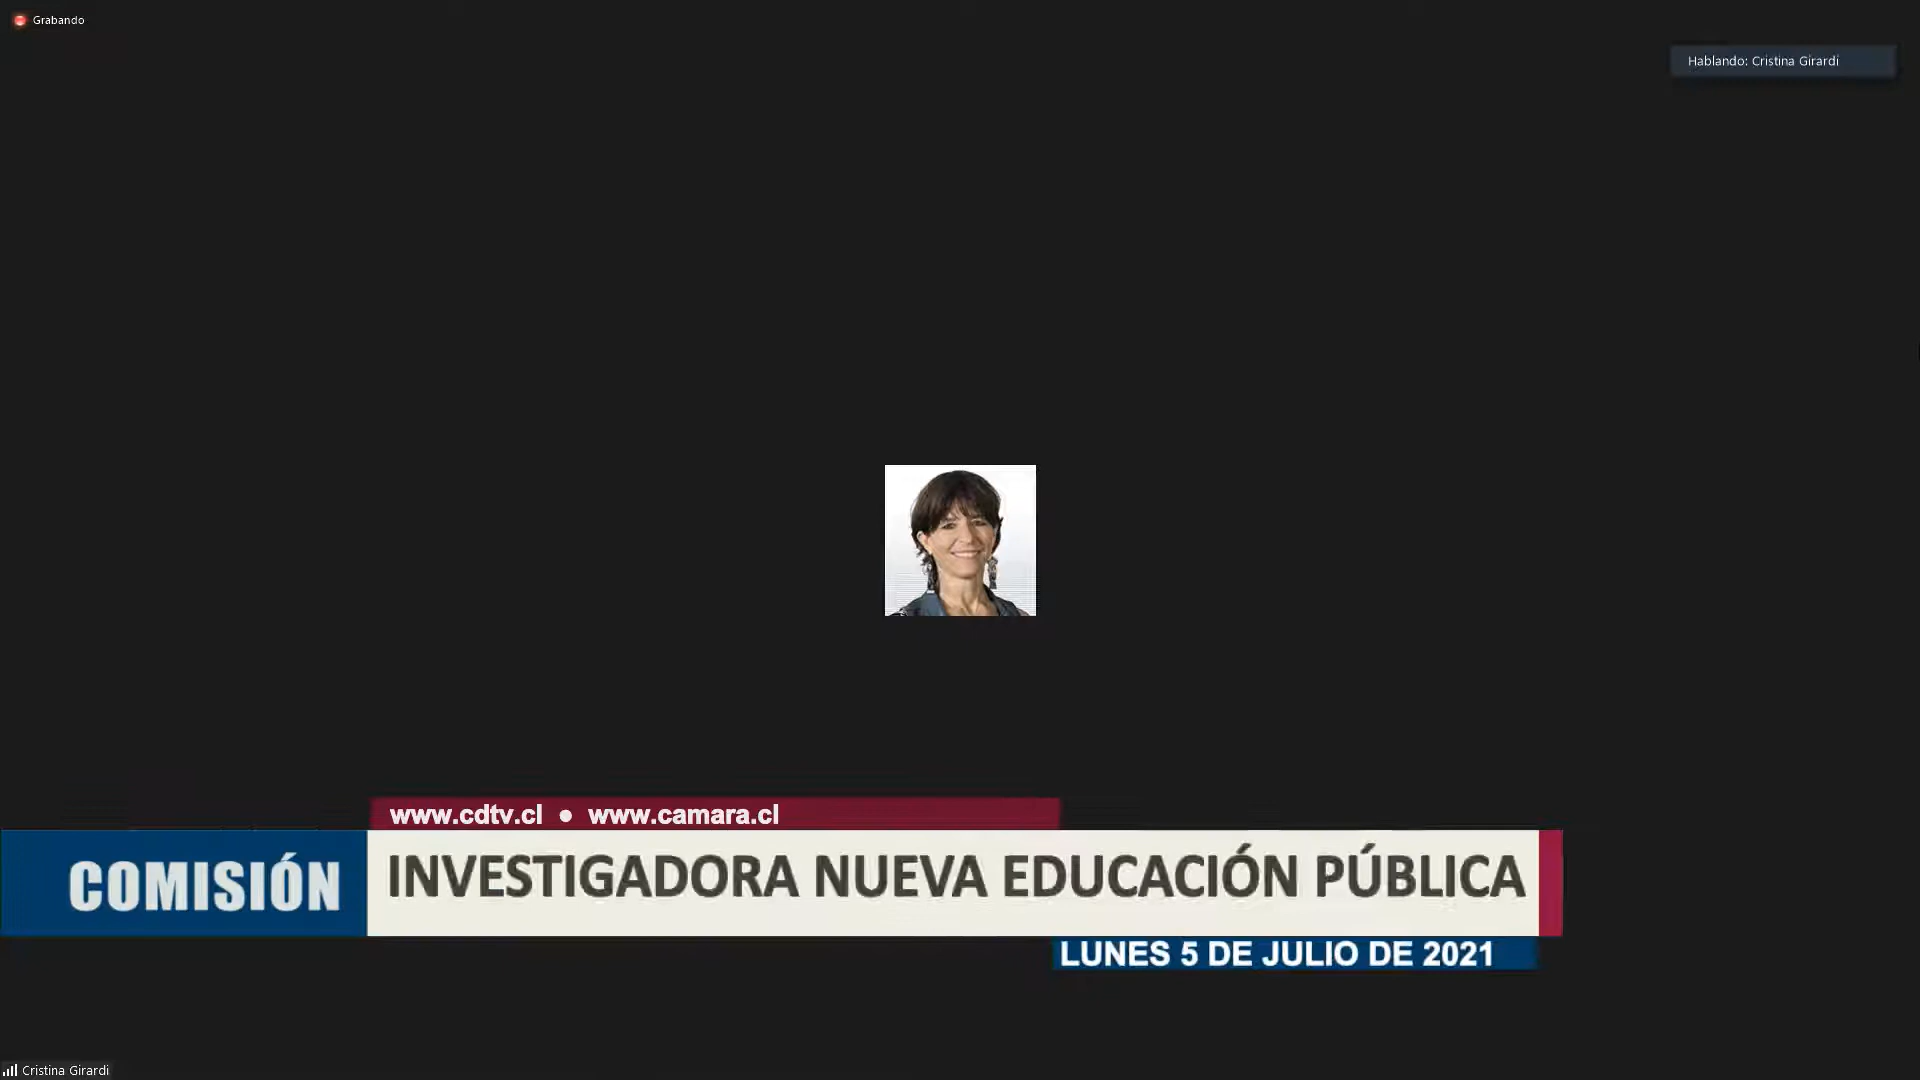 Grabando
Hablando: Cristina Girardi
www.cdtv.cl ● www.camara.cl
COMISIÓN
INVESTIGADORA NUEVA EDUCACIÓN PÚBLICA
LUNES 5 DE JULIO DE 2021
Cristina Girardi